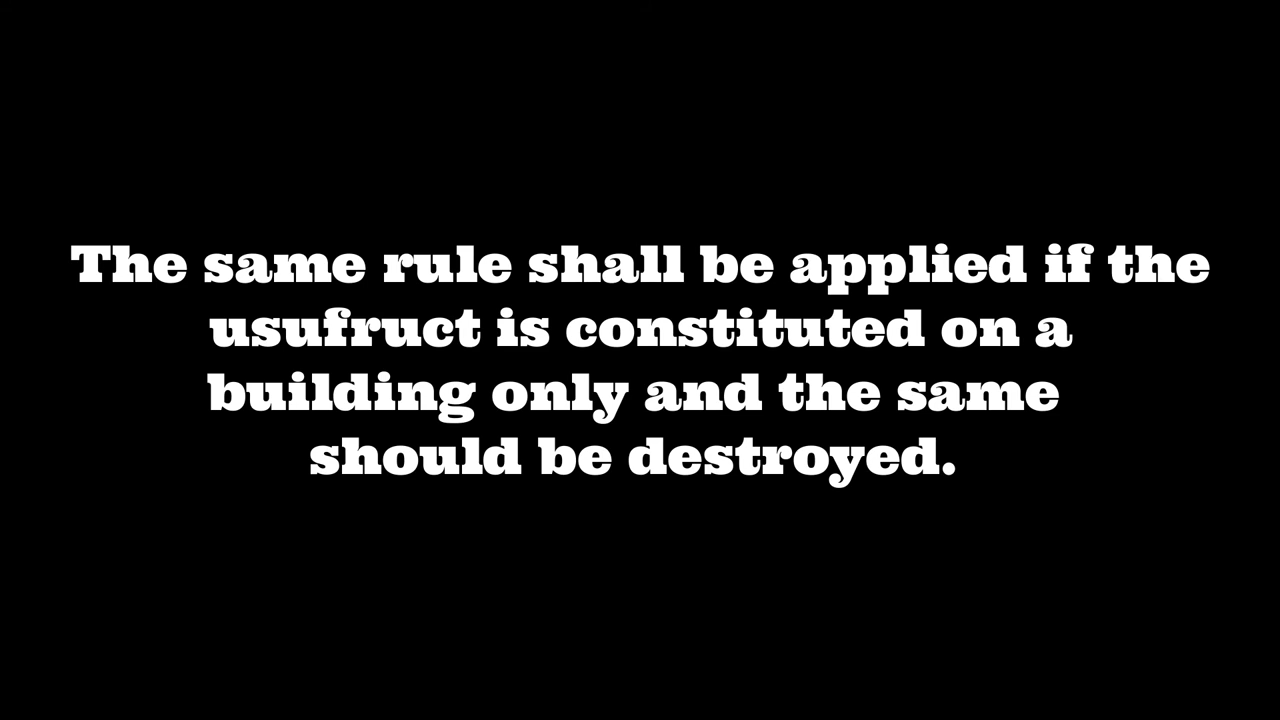 The same rule shall be applied if the
usufruct is constituted on a
building only and the same
should be destroyed.